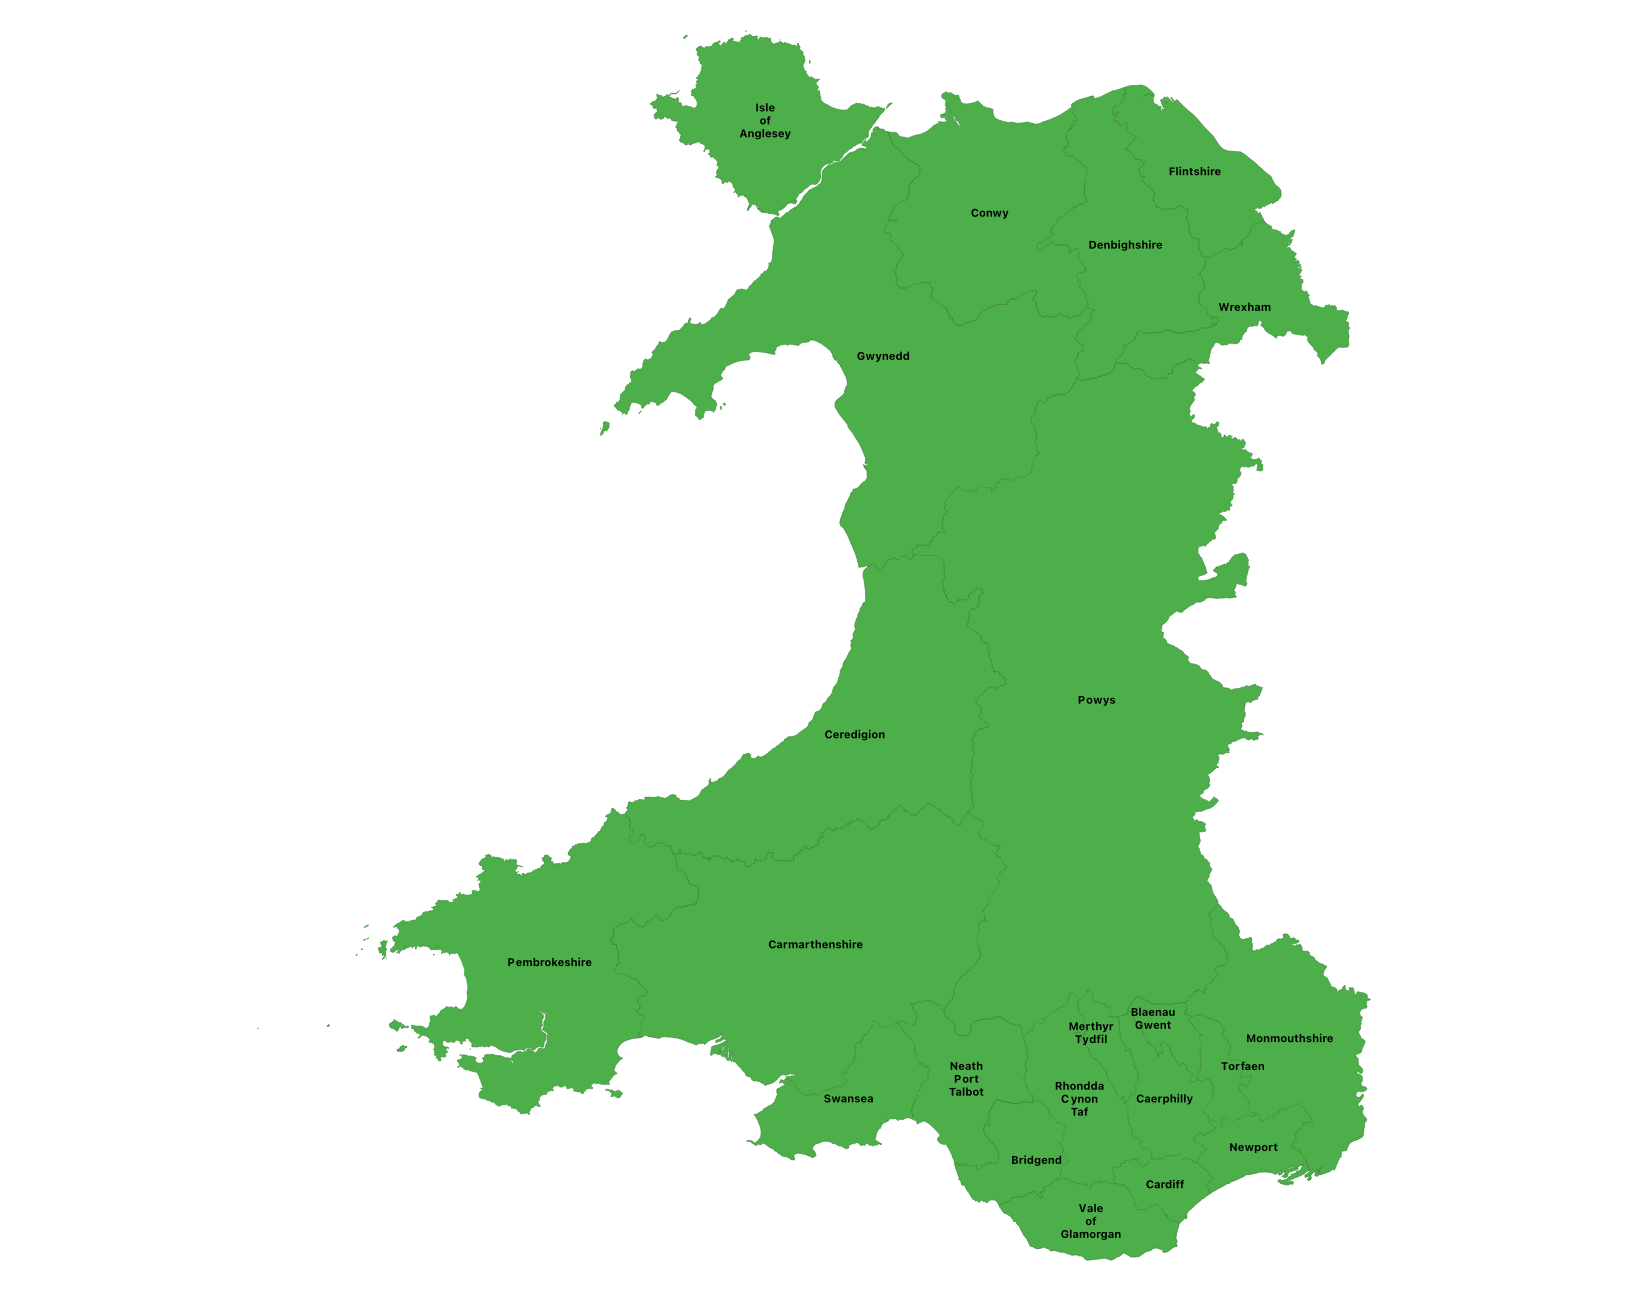 Isle
of
Anglesey
Flintshire
Conwy
Denbighshire
Wrexham
Gwynedd
Powys
Ceredigion
Carmarthenshire
Pembrokeshire
Blaenau
Gwent
Merthyr
Tydfil
Monmouthshire
Torfaen
Neath
Port
Talbot
Rhondda
Cynon
Taf
Swansea
Caerphilly
Newport
Bridgend
Cardiff
Vale
of
Glamorgan